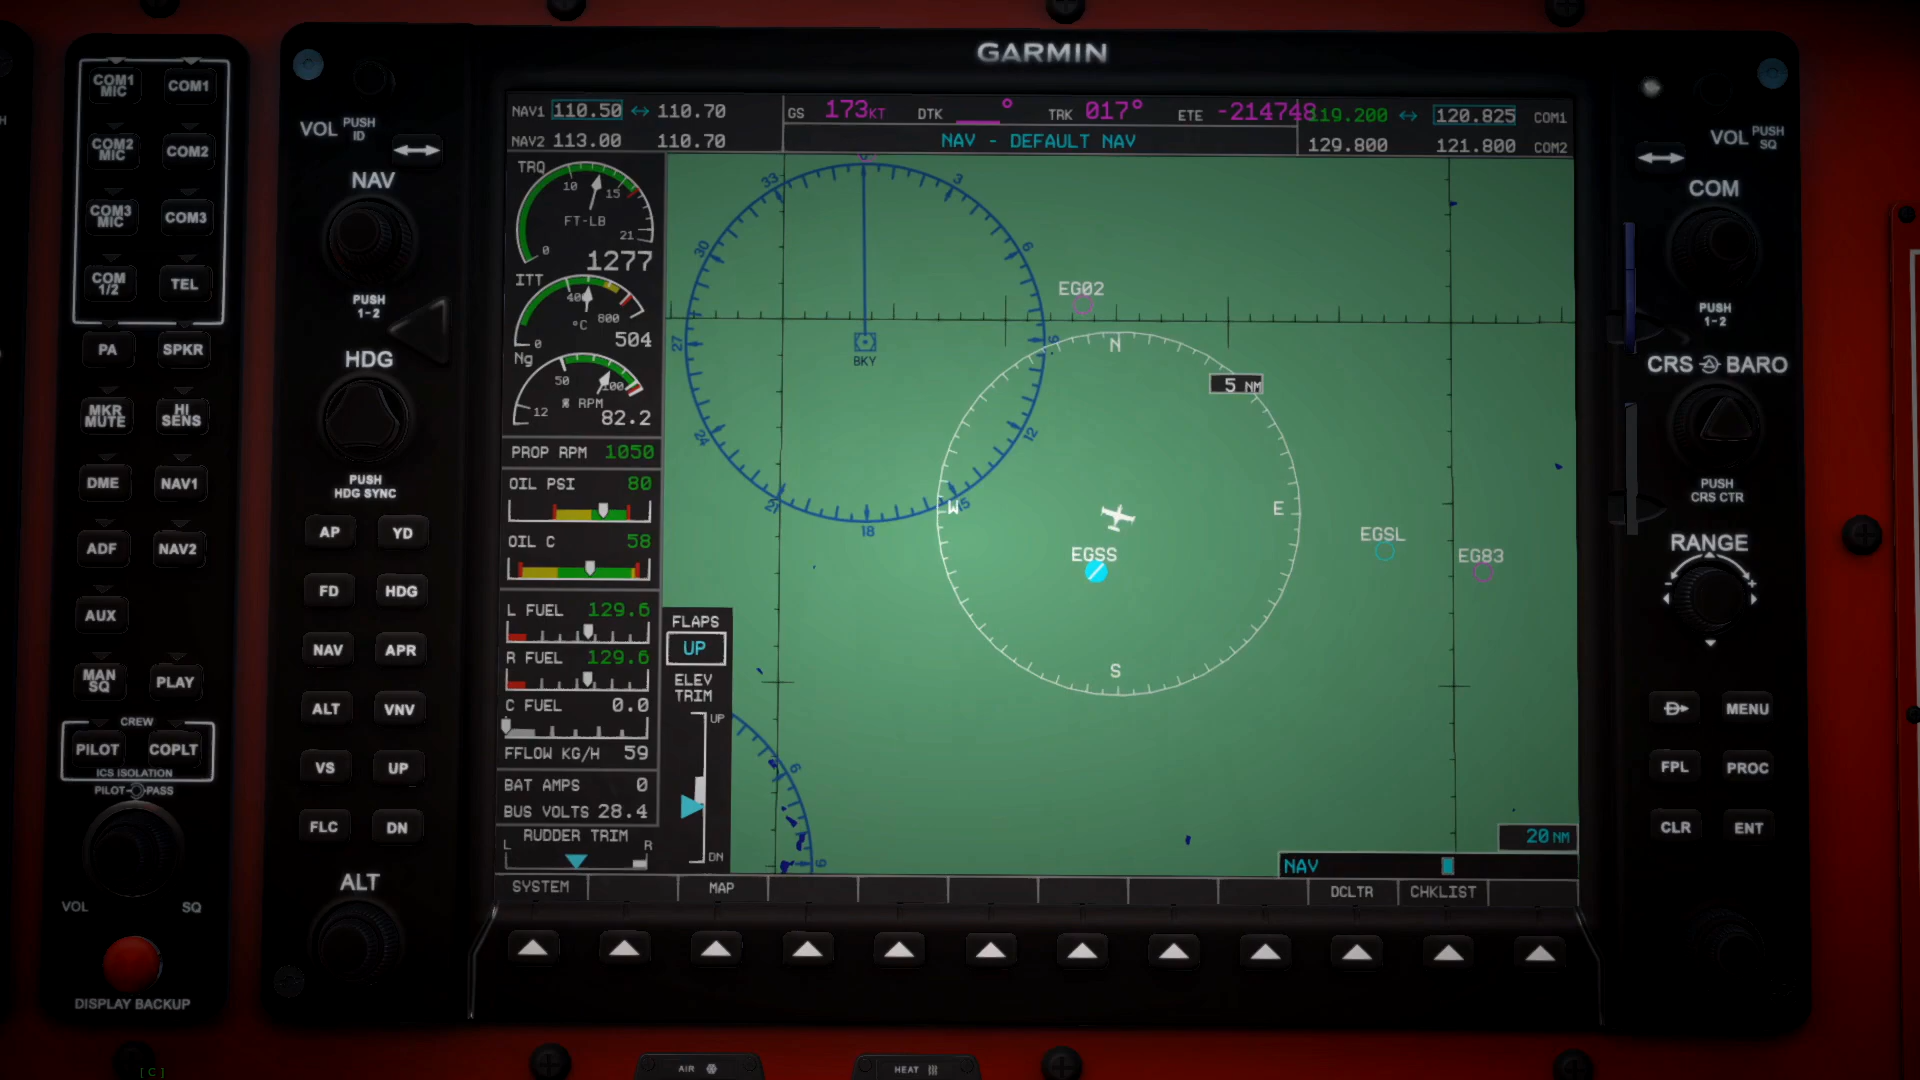 GARMIN
COM1 MIC
COM1
COM2 MIC
COM2
COM3 MIC
COM3
COM 1/2
TEL
PA
SPKR
MKR MUTE
HI SENS
DME
NAV1
ADF
NAV2
AUX
MAN SQ
PLAY
CREW
PILOT
COPLT
ICS ISOLATION
PILOT PASS
VOL
SQ
DISPLAY BACKUP
[C]
VOL PUSH ID
NAV
PUSH 1-2
HDG
PUSH HDG SYNC
AP
YD
FD
HDG
NAV
APR
ALT
VNV
VS
UP
FLC
DN
ALT
NAV1 110.50 ↔ 110.70
NAV2 113.00 110.70
GS 173KT DTK ___° TRK 017° ETE -214748
NAV - DEFAULT NAV
119.200 ↔ 120.825 COM1
129.800 121.800 COM2
TRQ
10
15
FT-LB
21
0
1277
ITT
400
°C 800
0
504
Ng
50
100
12
% RPM
82.2
PROP RPM 1050
OIL PSI 80
OIL C 58
L FUEL 129.6
R FUEL 129.6
C FUEL 0.0
FFLOW KG/H 59
BAT AMPS 0
BUS VOLTS 28.4
RUDDER TRIM
L
R
FLAPS
UP
ELEV TRIM
UP
DN
33
3
30
6
27
24
12
21
15
18
BKY
EG02
N
5 NM
W
E
S
EGSS
EGSL
EG83
6
9
20NM
NAV
SYSTEM
MAP
DCLTR
CHKLIST
VOL PUSH SQ
COM
PUSH 1-2
CRS BARO
PUSH CRS CTR
RANGE
- +
D
MENU
FPL
PROC
CLR
ENT
AIR
HEAT